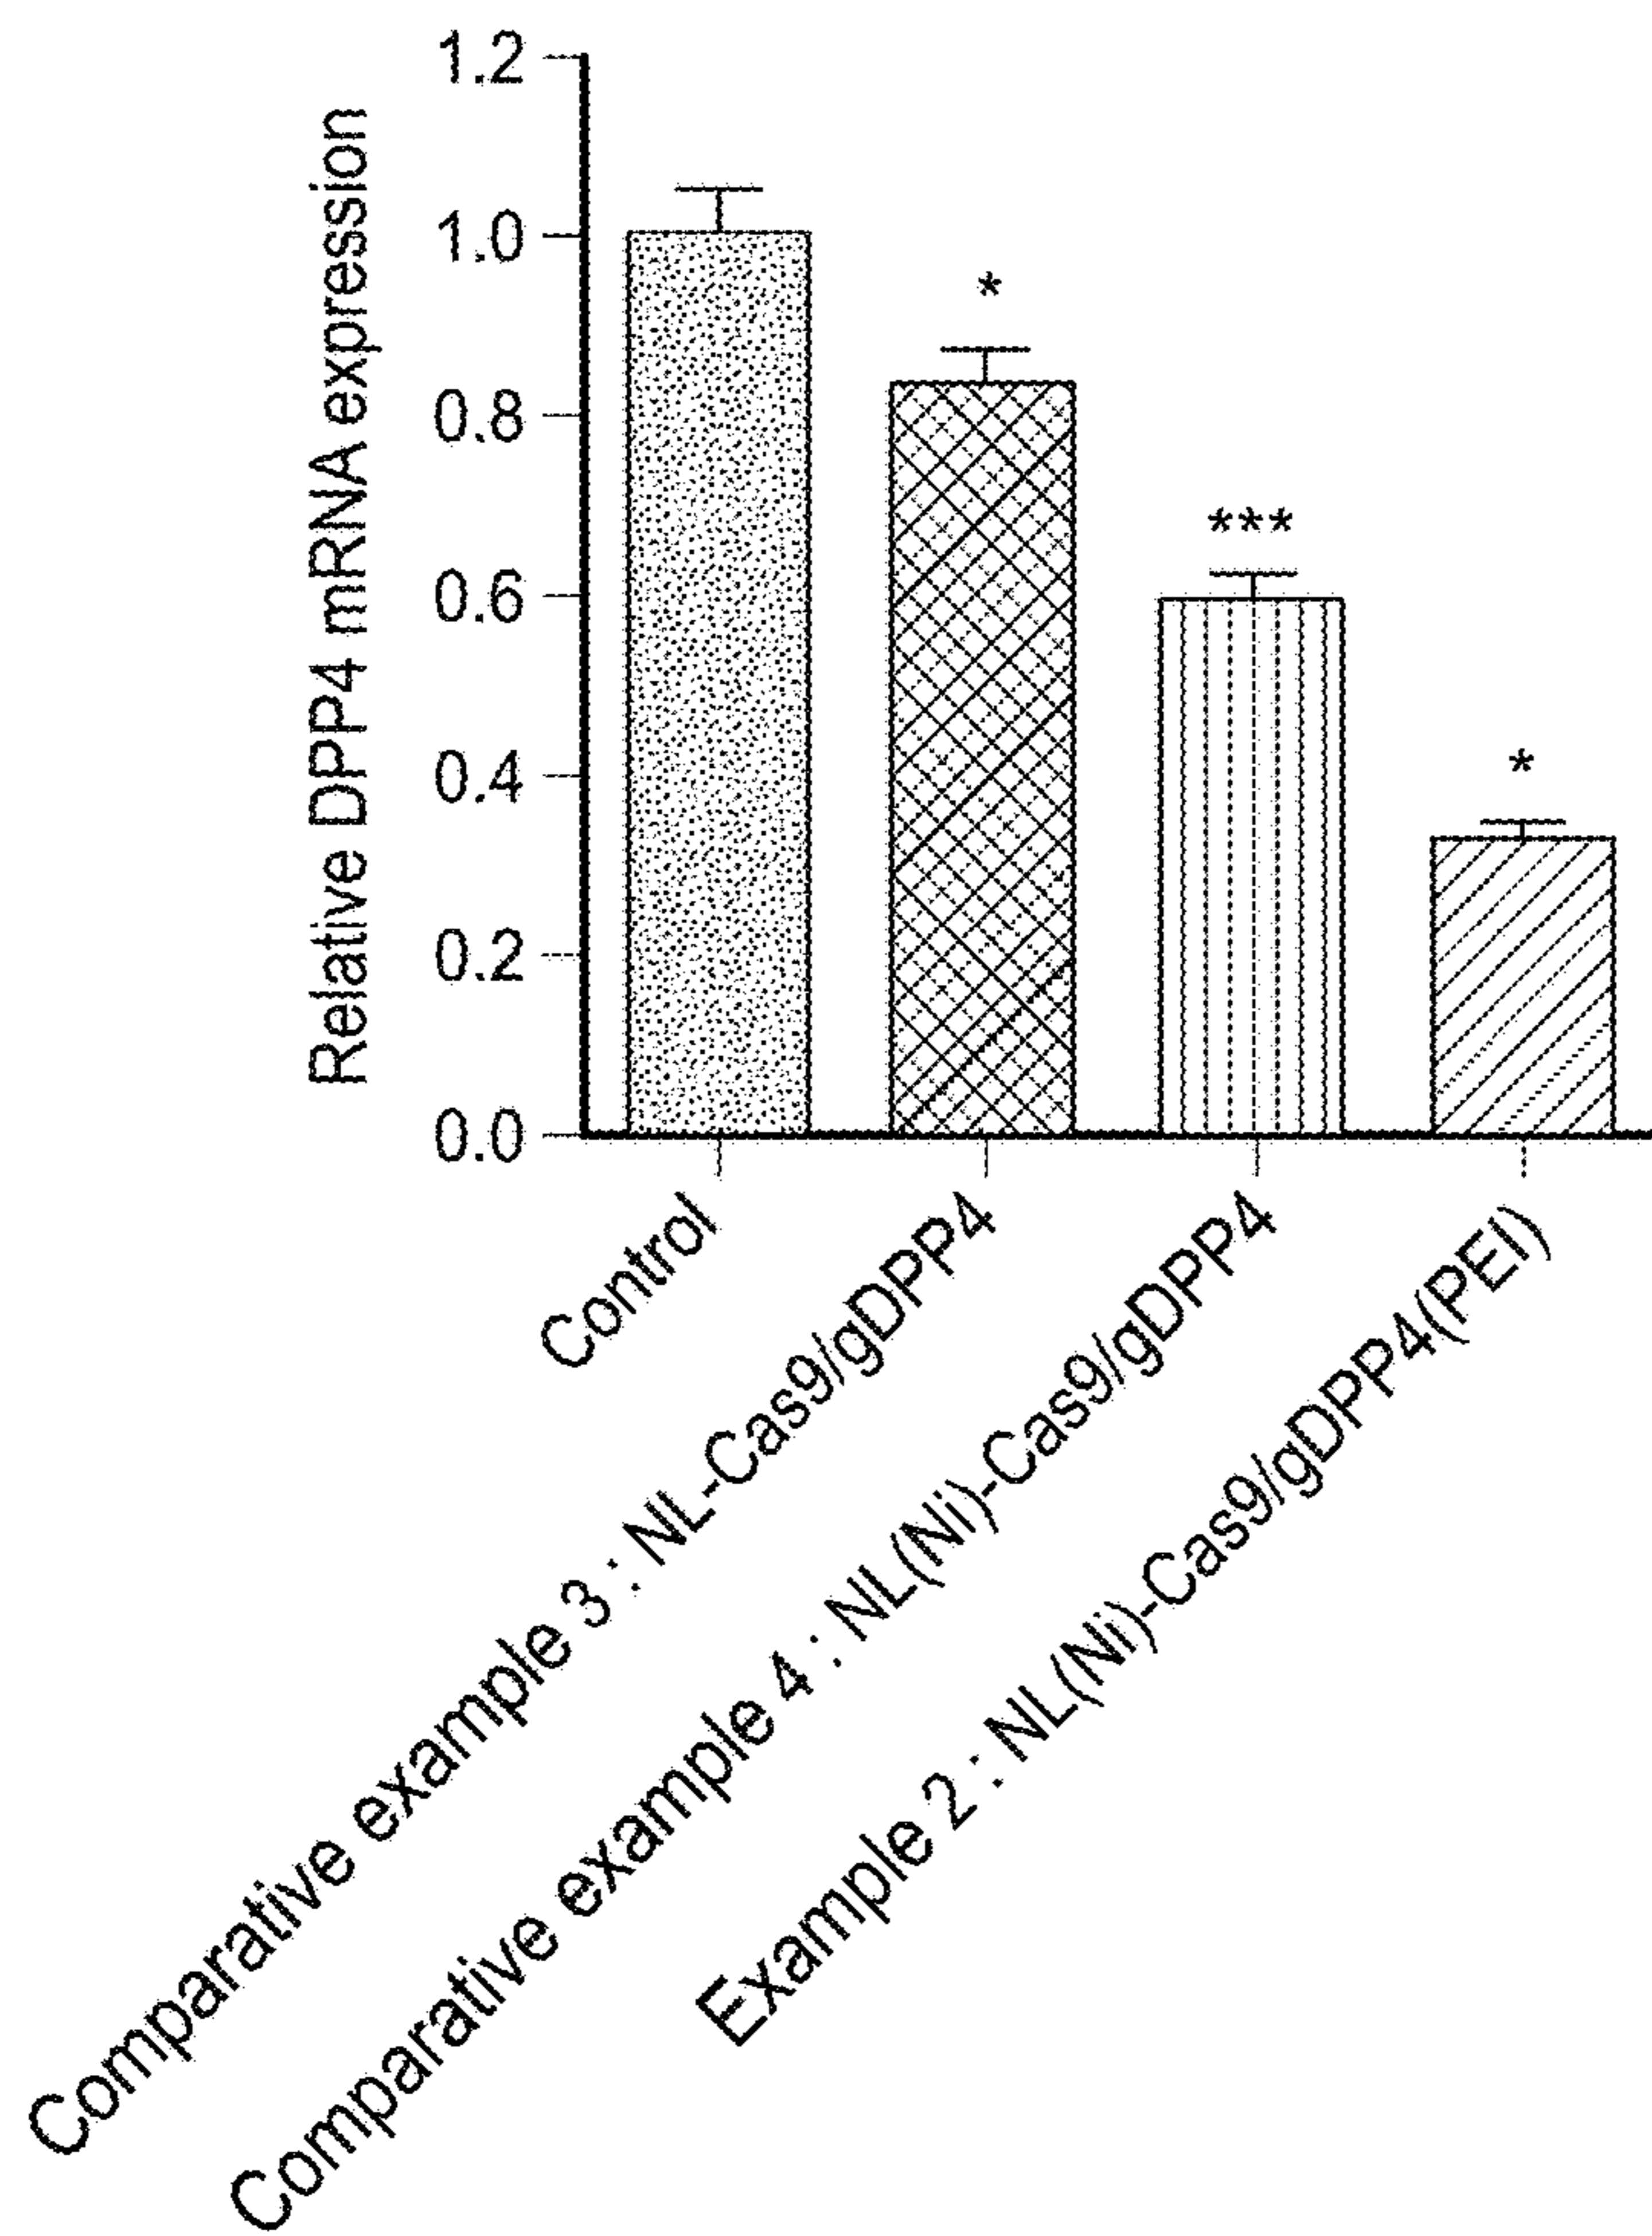 Relative DPP4 mRNA expression
1.2
1.0
0.8
0.6
0.4
0.2
0.0
*
***
*
Control
Comparative example 3 : NL-Cas9/gDPP4
Comparative example 4 : NL(Ni)-Cas9/gDPP4
Example 2 : NL(Ni)-Cas9/gDPP4(PEI)